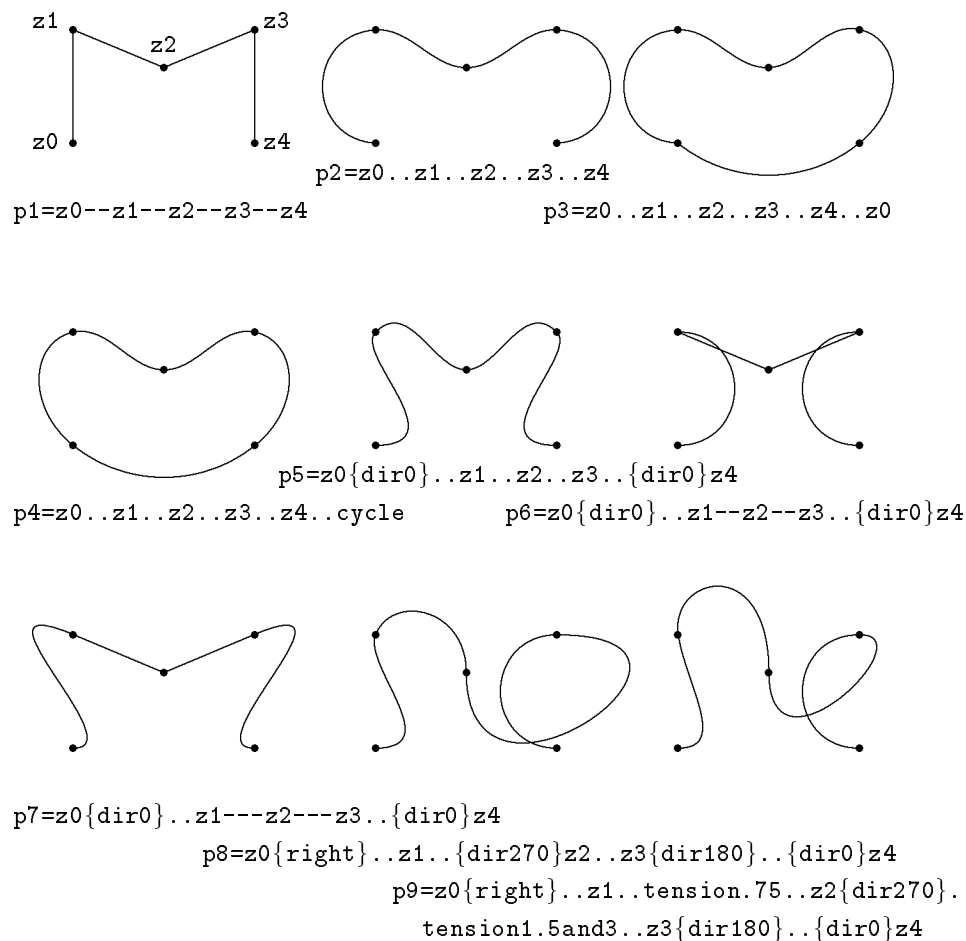 z1 z3
z2
z0 z4
p2=z0..z1..z2..z3..z4
p1=z0--z1--z2--z3--z4 p3=z0..z1..z2..z3..z4..z0
p5=z0{dir0}..z1..z2..z3..{dir0}z4
p4=z0..z1..z2..z3..z4..cycle p6=z0{dir0}..z1--z2--z3..{dir0}z4
p7=z0{dir0}..z1---z2---z3..{dir0}z4
p8=z0{right}..z1..{dir270}z2..z3{dir180}..{dir0}z4
p9=z0{right}..z1..tension.75..z2{dir270}.
tension1.5and3..z3{dir180}..{dir0}z4